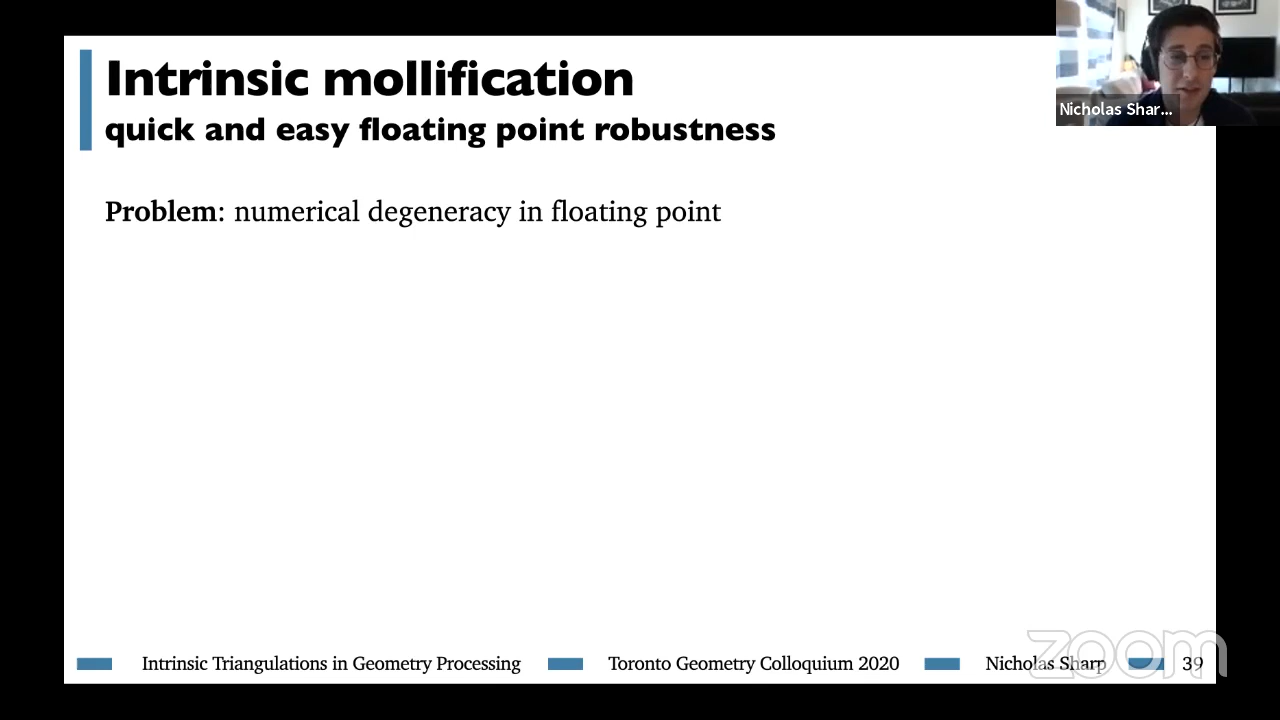 Intrinsic mollification
quick and easy floating point robustness
Nicholas Shar...
Problem: numerical degeneracy in floating point
Intrinsic Triangulations in Geometry Processing
Toronto Geometry Colloquium 2020
Nicholas Sharp
39
zoom